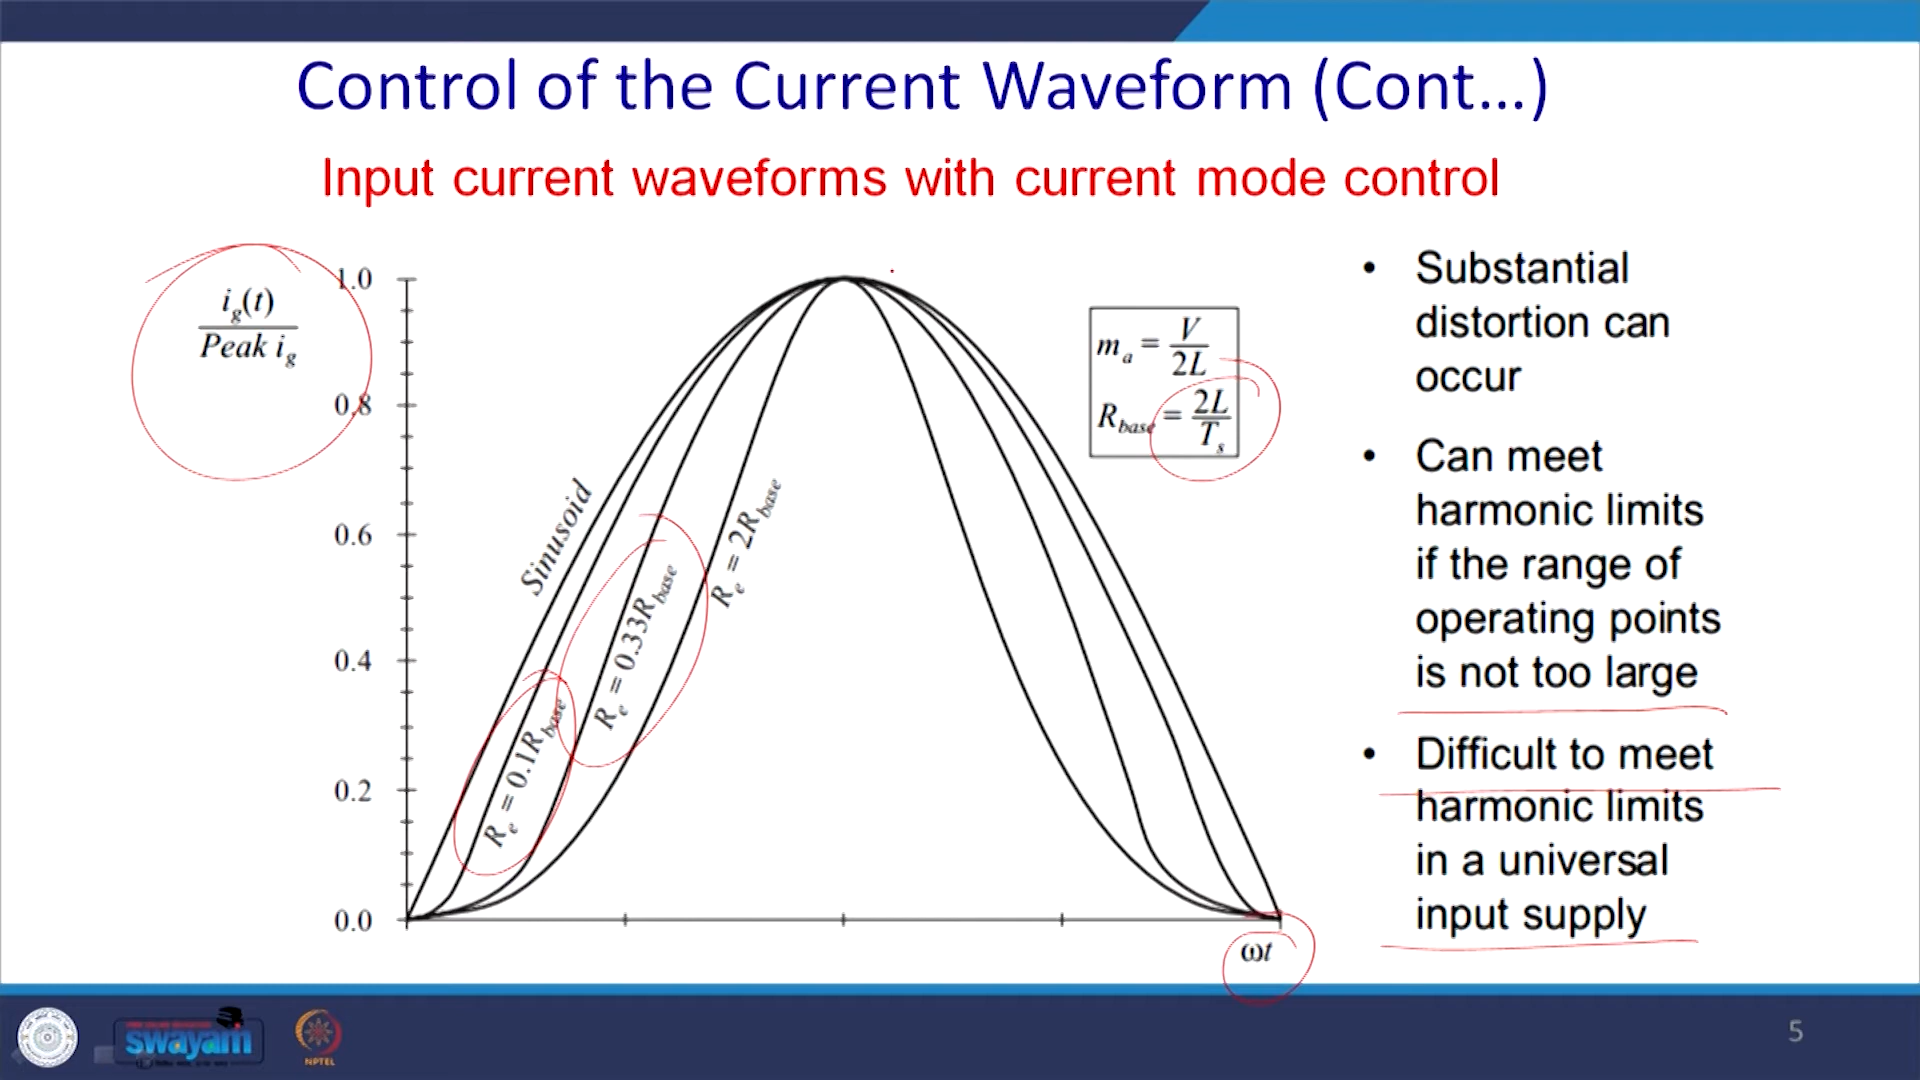 Control of the Current Waveform (Cont...)
Input current waveforms with current mode control
i_g(t)
Peak i_g
1.0
0.8
0.6
0.4
0.2
0.0
Sinusoid
R_e = 0.1R_base
R_e = 0.33R_base
R_e = 2R_base
m_a = V/2L
R_base = 2L/T_s
ωt
• Substantial
distortion can
occur
• Can meet
harmonic limits
if the range of
operating points
is not too large
• Difficult to meet
harmonic limits
in a universal
input supply
swayam
NPTEL
5